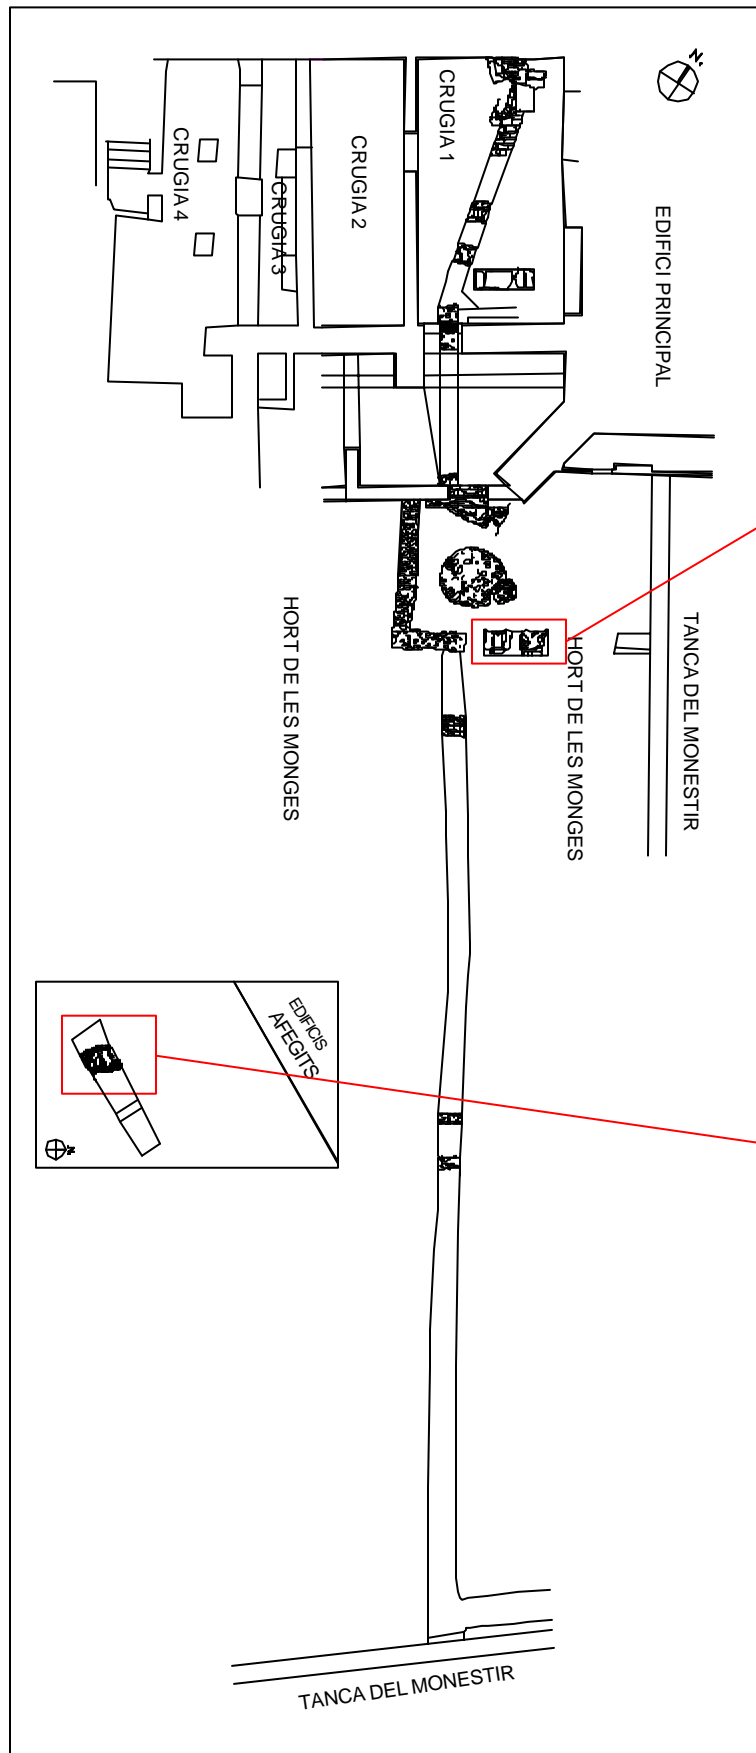 N.
CRUGIA 1
CRUGIA 2
CRUGIA 3
CRUGIA 4
EDIFICI PRINCIPAL
HORT DE LES MONGES
HORT DE LES MONGES
TANCA DEL MONESTIR
EDIFICIS
AFEGITS
N.
TANCA DEL MONESTIR